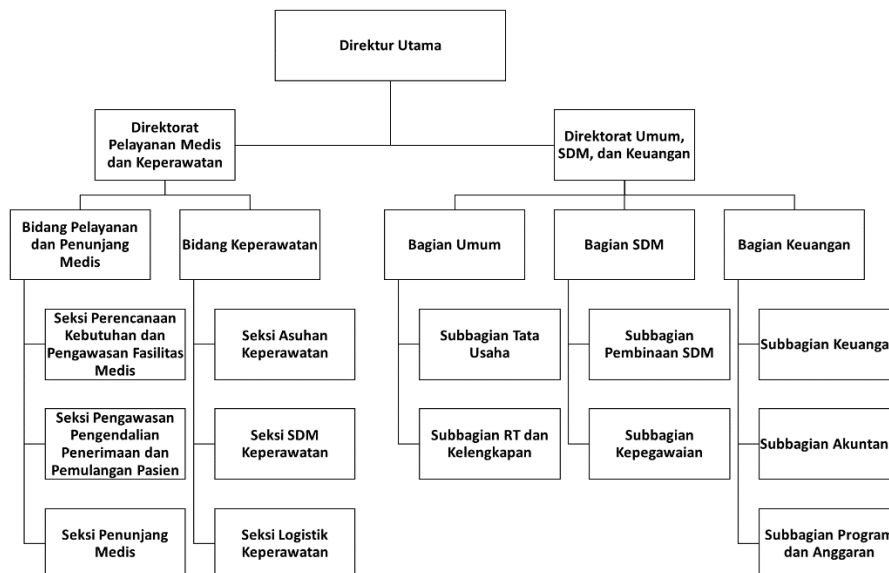 Direktur Utama
Direktorat
Pelayanan Medis
dan Keperawatan
Direktorat Umum,
SDM, dan Keuangan
Bidang Pelayanan
dan Penunjang
Medis
Bidang Keperawatan
Bagian Umum
Bagian SDM
Bagian Keuangan
Seksi Perencanaan
Kebutuhan dan
Pengawasan Fasilitas
Medis
Seksi Asuhan
Keperawatan
Subbagian Tata
Usaha
Subbagian
Pembinaan SDM
Subbagian Keuanga
Seksi Pengawasan
Pengendalian
Penerimaan dan
Pemulangan Pasien
Seksi SDM
Keperawatan
Subbagian RT dan
Kelengkapan
Subbagian
Kepegawaian
Subbagian Akuntan
Seksi Penunjang
Medis
Seksi Logistik
Keperawatan
Subbagian Program
dan Anggaran